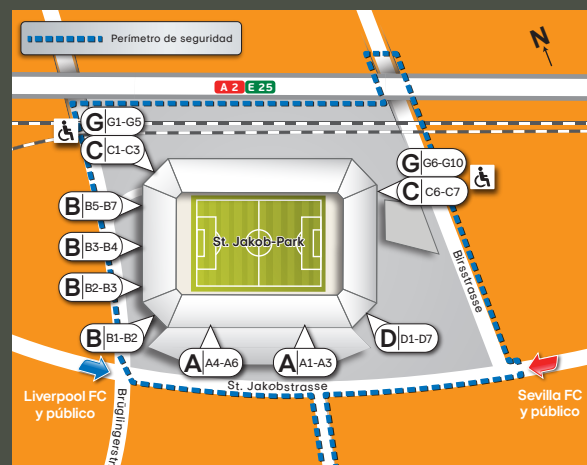 Perímetro de seguridad
N
A 2 E 25
G G1-G5
C C1-C3
G G6-G10
C C6-C7
B B5-B7
B B3-B4
B B2-B3
B B1-B2
St. Jakob-Park
Birsstrasse
D D1-D7
A A4-A6
A A1-A3
St. Jakobstrasse
Liverpool FC
y público
Brüglingerstr
Sevilla FC
y público